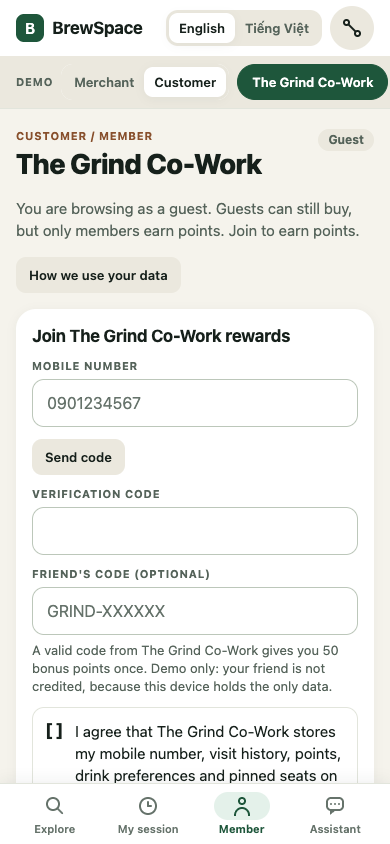 B BrewSpace English Tiếng Việt
DEMO Merchant Customer The Grind Co-Work
CUSTOMER / MEMBER
Guest
The Grind Co-Work
You are browsing as a guest. Guests can still buy,
but only members earn points. Join to earn points.
How we use your data
Join The Grind Co-Work rewards
MOBILE NUMBER
0901234567
Send code
VERIFICATION CODE
FRIEND'S CODE (OPTIONAL)
GRIND-XXXXXX
A valid code from The Grind Co-Work gives you 50
bonus points once. Demo only: your friend is not
credited, because this device holds the only data.
[ ] I agree that The Grind Co-Work stores
my mobile number, visit history, points,
drink preferences and pinned seats on
Explore My session Member Assistant